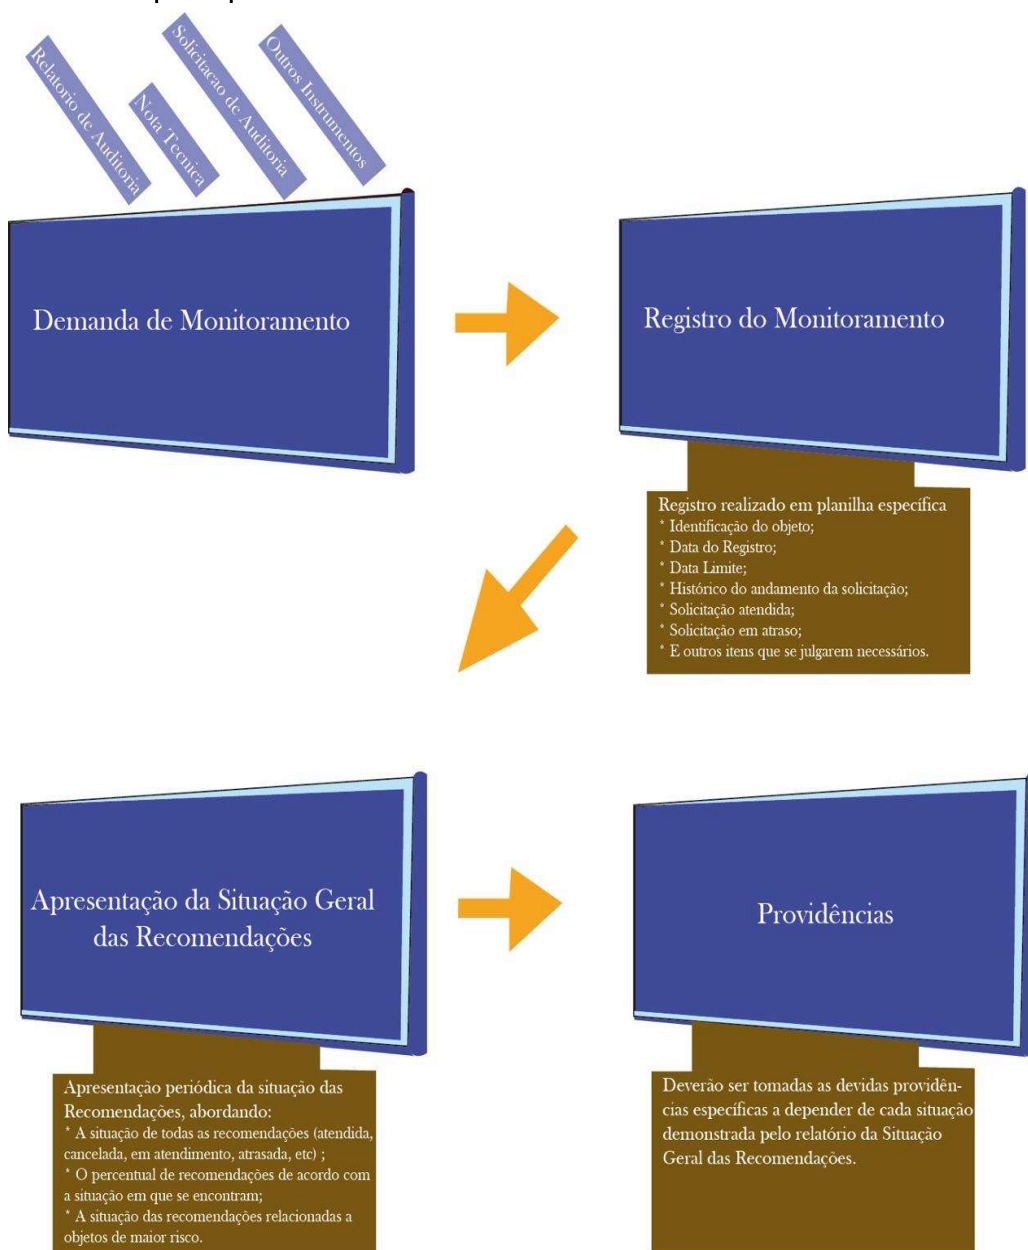 Relatorio de Auditoria
Nota Tecnica
Solicitacao de Auditoria
Outros Instrumentos
Demanda de Monitoramento
Registro do Monitoramento
Registro realizado em planilha específica
* Identificação do objeto;
* Data do Registro;
* Data Limite;
* Histórico do andamento da solicitação;
* Solicitação atendida;
* Solicitação em atraso;
* E outros itens que se julgarem necessários.
Apresentação da Situação Geral
das Recomendações
Apresentação periódica da situação das
Recomendações, abordando:
* A situação de todas as recomendações (atendida,
cancelada, em atendimento, atrasada, etc) ;
* O percentual de recomendações de acordo com
a situação em que se encontram;
* A situação das recomendações relacionadas a
objetos de maior risco.
Providências
Deverão ser tomadas as devidas providên-
cias específicas a depender de cada situação
demonstrada pelo relatório da Situação
Geral das Recomendações.